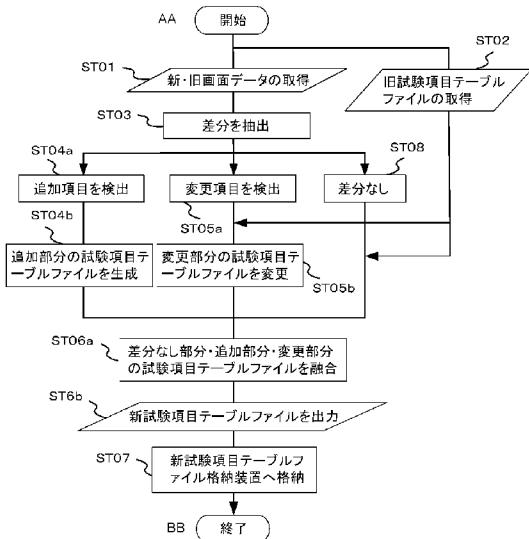 AA
開始
ST01
新・旧画面データの取得
ST02
旧試験項目テーブル
ファイルの取得
ST03
差分を抽出
ST04a
追加項目を検出
変更項目を検出
ST08
差分なし
ST04b
ST05a
追加部分の試験項目テ
ーブルファイルを生成
変更部分の試験項目テ
ーブルファイルを変更
ST05b
ST06a
差分なし部分・追加部分・変更部分
の試験項目テーブルファイルを融合
ST6b
新試験項目テーブルファイルを出力
ST07
新試験項目テーブルフ
ァイル格納装置へ格納
BB
終了